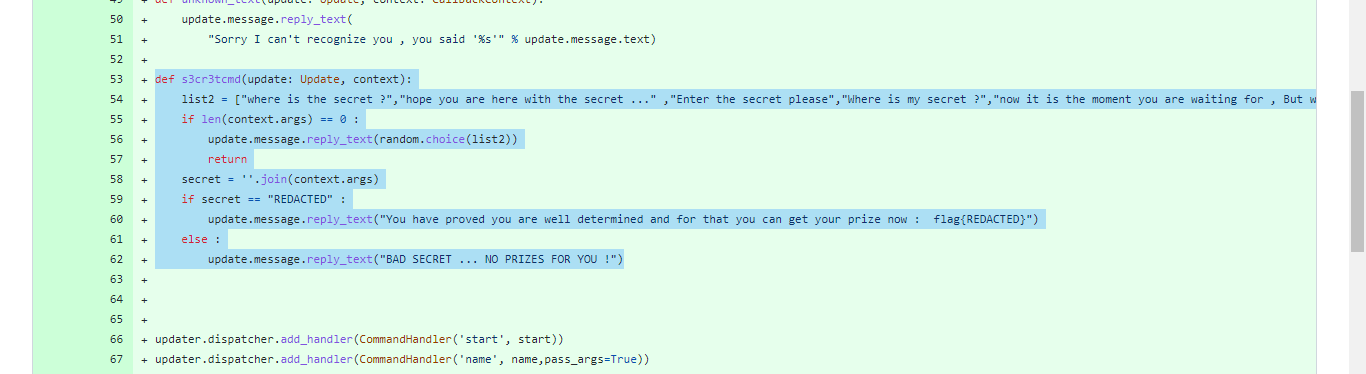 49 + def unknown_text(update: Update, context: CallbackContext):
50 + update.message.reply_text(
51 + "Sorry I can't recognize you , you said '%s'" % update.message.text)
52 +
53 + def s3cr3tcmd(update: Update, context):
54 + list2 = ["where is the secret ?","hope you are here with the secret ..." ,"Enter the secret please","Where is my secret ?","now it is the moment you are waiting for , But w
55 + if len(context.args) == 0 :
56 + update.message.reply_text(random.choice(list2))
57 + return
58 + secret = ''.join(context.args)
59 + if secret == "REDACTED" :
60 + update.message.reply_text("You have proved you are well determined and for that you can get your prize now :  flag{REDACTED}")
61 + else :
62 + update.message.reply_text("BAD SECRET ... NO PRIZES FOR YOU !")
63 +
64 +
65 +
66 + updater.dispatcher.add_handler(CommandHandler('start', start))
67 + updater.dispatcher.add_handler(CommandHandler('name', name,pass_args=True))